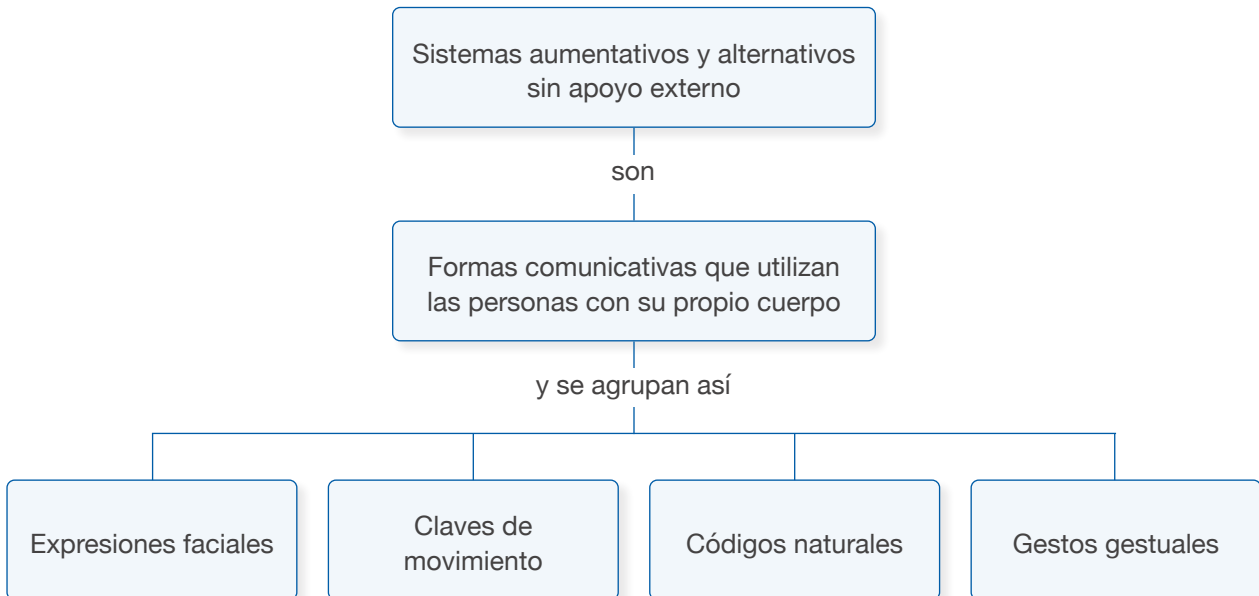 Sistemas aumentativos y alternativos
sin apoyo externo
son
Formas comunicativas que utilizan
las personas con su propio cuerpo
y se agrupan así
Expresiones faciales
Claves de
movimiento
Códigos naturales
Gestos gestuales